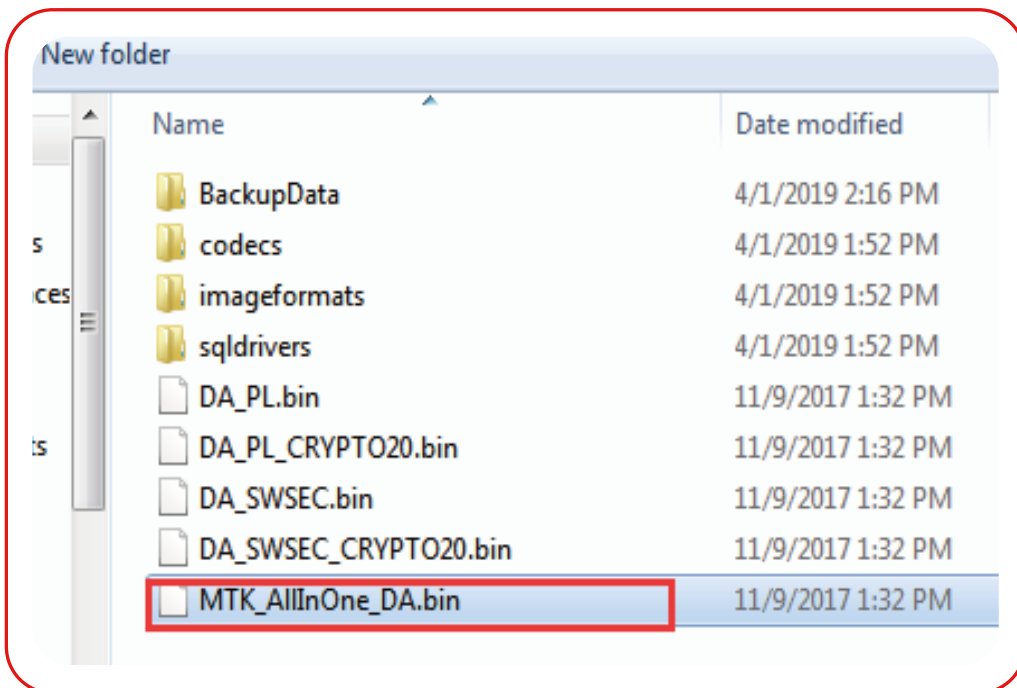 New folder
Name Date modified
BackupData 4/1/2019 2:16 PM
s codecs 4/1/2019 1:52 PM
ces imageformats 4/1/2019 1:52 PM
sqldrivers 4/1/2019 1:52 PM
DA_PL.bin 11/9/2017 1:32 PM
ts DA_PL_CRYPTO20.bin 11/9/2017 1:32 PM
DA_SWSEC.bin 11/9/2017 1:32 PM
DA_SWSEC_CRYPTO20.bin 11/9/2017 1:32 PM
MTK_AllInOne_DA.bin 11/9/2017 1:32 PM